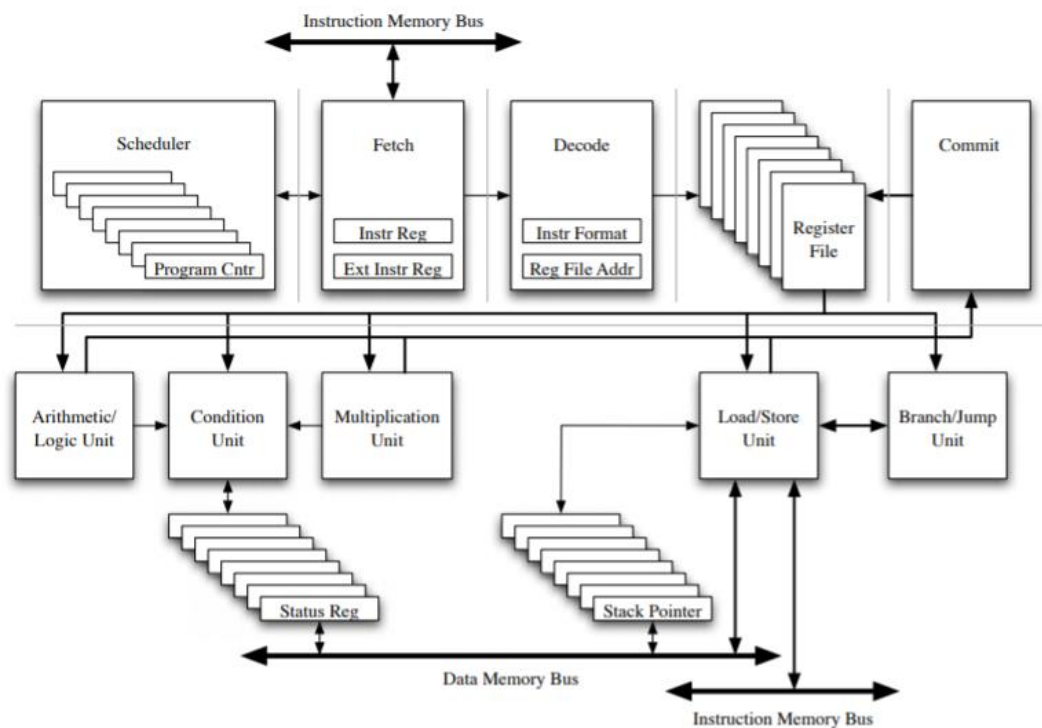 Instruction Memory Bus
Scheduler
Program Cntr
Fetch
Instr Reg
Ext Instr Reg
Decode
Instr Format
Reg File Addr
Register
File
Commit
Arithmetic/
Logic Unit
Condition
Unit
Multiplication
Unit
Load/Store
Unit
Branch/Jump
Unit
Status Reg
Stack Pointer
Data Memory Bus
Instruction Memory Bus